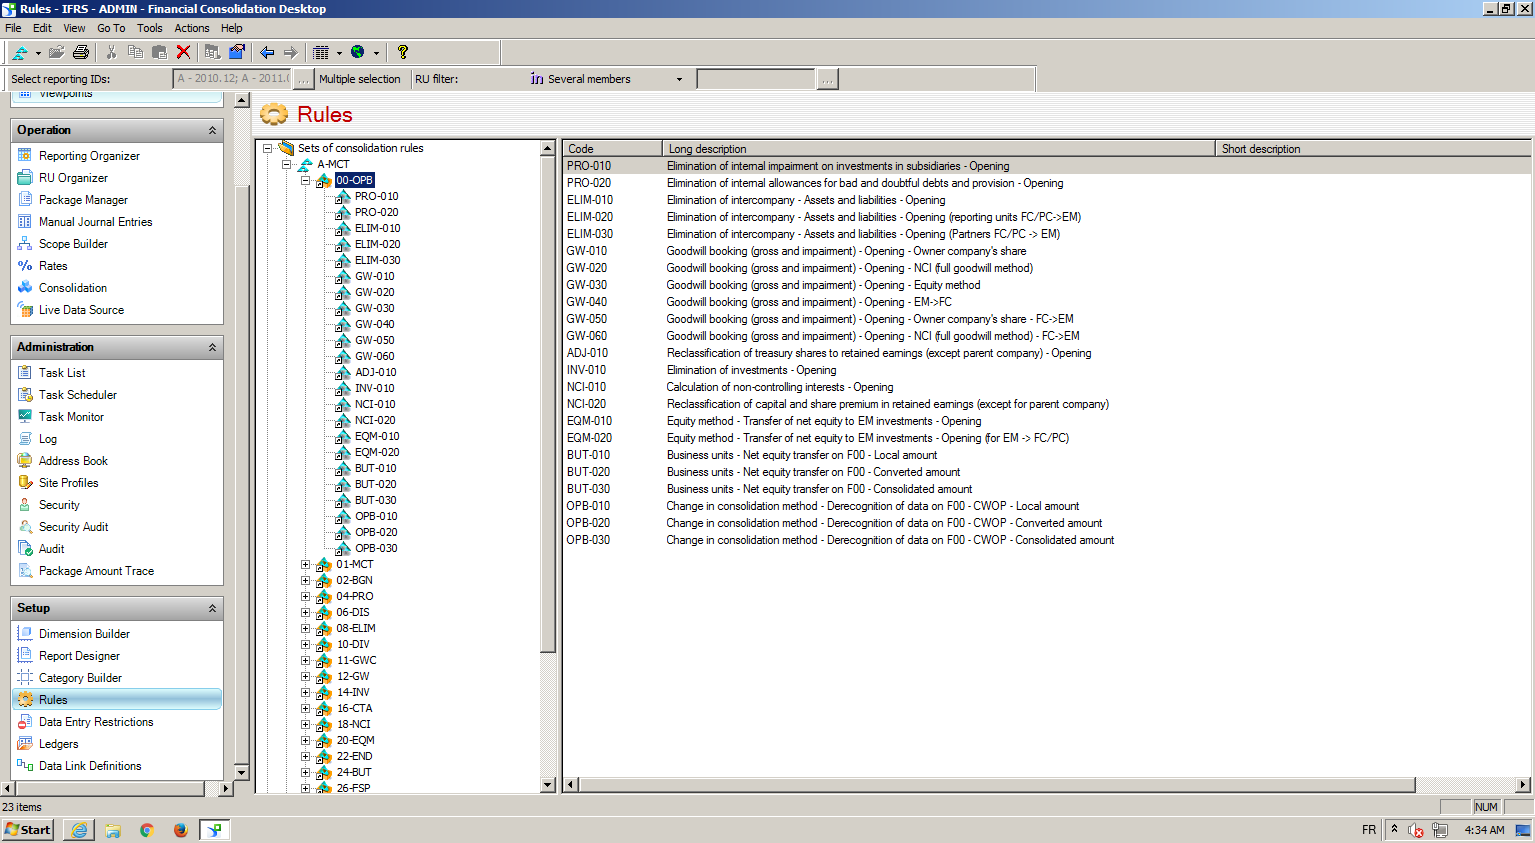 Rules - IFRS - ADMIN - Financial Consolidation Desktop
File Edit View Go To Tools Actions Help
Select reporting IDs: A - 2010.12; A - 2011.( ... Multiple selection RU filter: in Several members ...
Viewpoints
Operation
Reporting Organizer
RU Organizer
Package Manager
Manual Journal Entries
Scope Builder
% Rates
Consolidation
Live Data Source
Administration
Task List
Task Scheduler
Task Monitor
Log
Address Book
Site Profiles
Security
Security Audit
Audit
Package Amount Trace
Setup
Dimension Builder
Report Designer
Category Builder
Rules
Data Entry Restrictions
Ledgers
Data Link Definitions
Rules
Sets of consolidation rules
A-MCT
00-OPB
PRO-010
PRO-020
ELIM-010
ELIM-020
ELIM-030
GW-010
GW-020
GW-030
GW-040
GW-050
GW-060
ADJ-010
INV-010
NCI-010
NCI-020
EQM-010
EQM-020
BUT-010
BUT-020
BUT-030
OPB-010
OPB-020
OPB-030
01-MCT
02-BGN
04-PRO
06-DIS
08-ELIM
10-DIV
11-GWC
12-GW
14-INV
16-CTA
18-NCI
20-EQM
22-END
24-BUT
26-FSP
Code Long description Short description
PRO-010 Elimination of internal impairment on investments in subsidiaries - Opening
PRO-020 Elimination of internal allowances for bad and doubtful debts and provision - Opening
ELIM-010 Elimination of intercompany - Assets and liabilities - Opening
ELIM-020 Elimination of intercompany - Assets and liabilities - Opening (reporting units FC/PC->EM)
ELIM-030 Elimination of intercompany - Assets and liabilities - Opening (Partners FC/PC -> EM)
GW-010 Goodwill booking (gross and impairment) - Opening - Owner company's share
GW-020 Goodwill booking (gross and impairment) - Opening - NCI (full goodwill method)
GW-030 Goodwill booking (gross and impairment) - Opening - Equity method
GW-040 Goodwill booking (gross and impairment) - Opening - EM->FC
GW-050 Goodwill booking (gross and impairment) - Opening - Owner company's share - FC->EM
GW-060 Goodwill booking (gross and impairment) - Opening - NCI (full goodwill method) - FC->EM
ADJ-010 Reclassification of treasury shares to retained earnings (except parent company) - Opening
INV-010 Elimination of investments - Opening
NCI-010 Calculation of non-controlling interests - Opening
NCI-020 Reclassification of capital and share premium in retained earnings (except for parent company)
EQM-010 Equity method - Transfer of net equity to EM investments - Opening
EQM-020 Equity method - Transfer of net equity to EM investments - Opening (for EM -> FC/PC)
BUT-010 Business units - Net equity transfer on F00 - Local amount
BUT-020 Business units - Net equity transfer on F00 - Converted amount
BUT-030 Business units - Net equity transfer on F00 - Consolidated amount
OPB-010 Change in consolidation method - Derecognition of data on F00 - CWOP - Local amount
OPB-020 Change in consolidation method - Derecognition of data on F00 - CWOP - Converted amount
OPB-030 Change in consolidation method - Derecognition of data on F00 - CWOP - Consolidated amount
23 items NUM
Start FR 4:34 AM